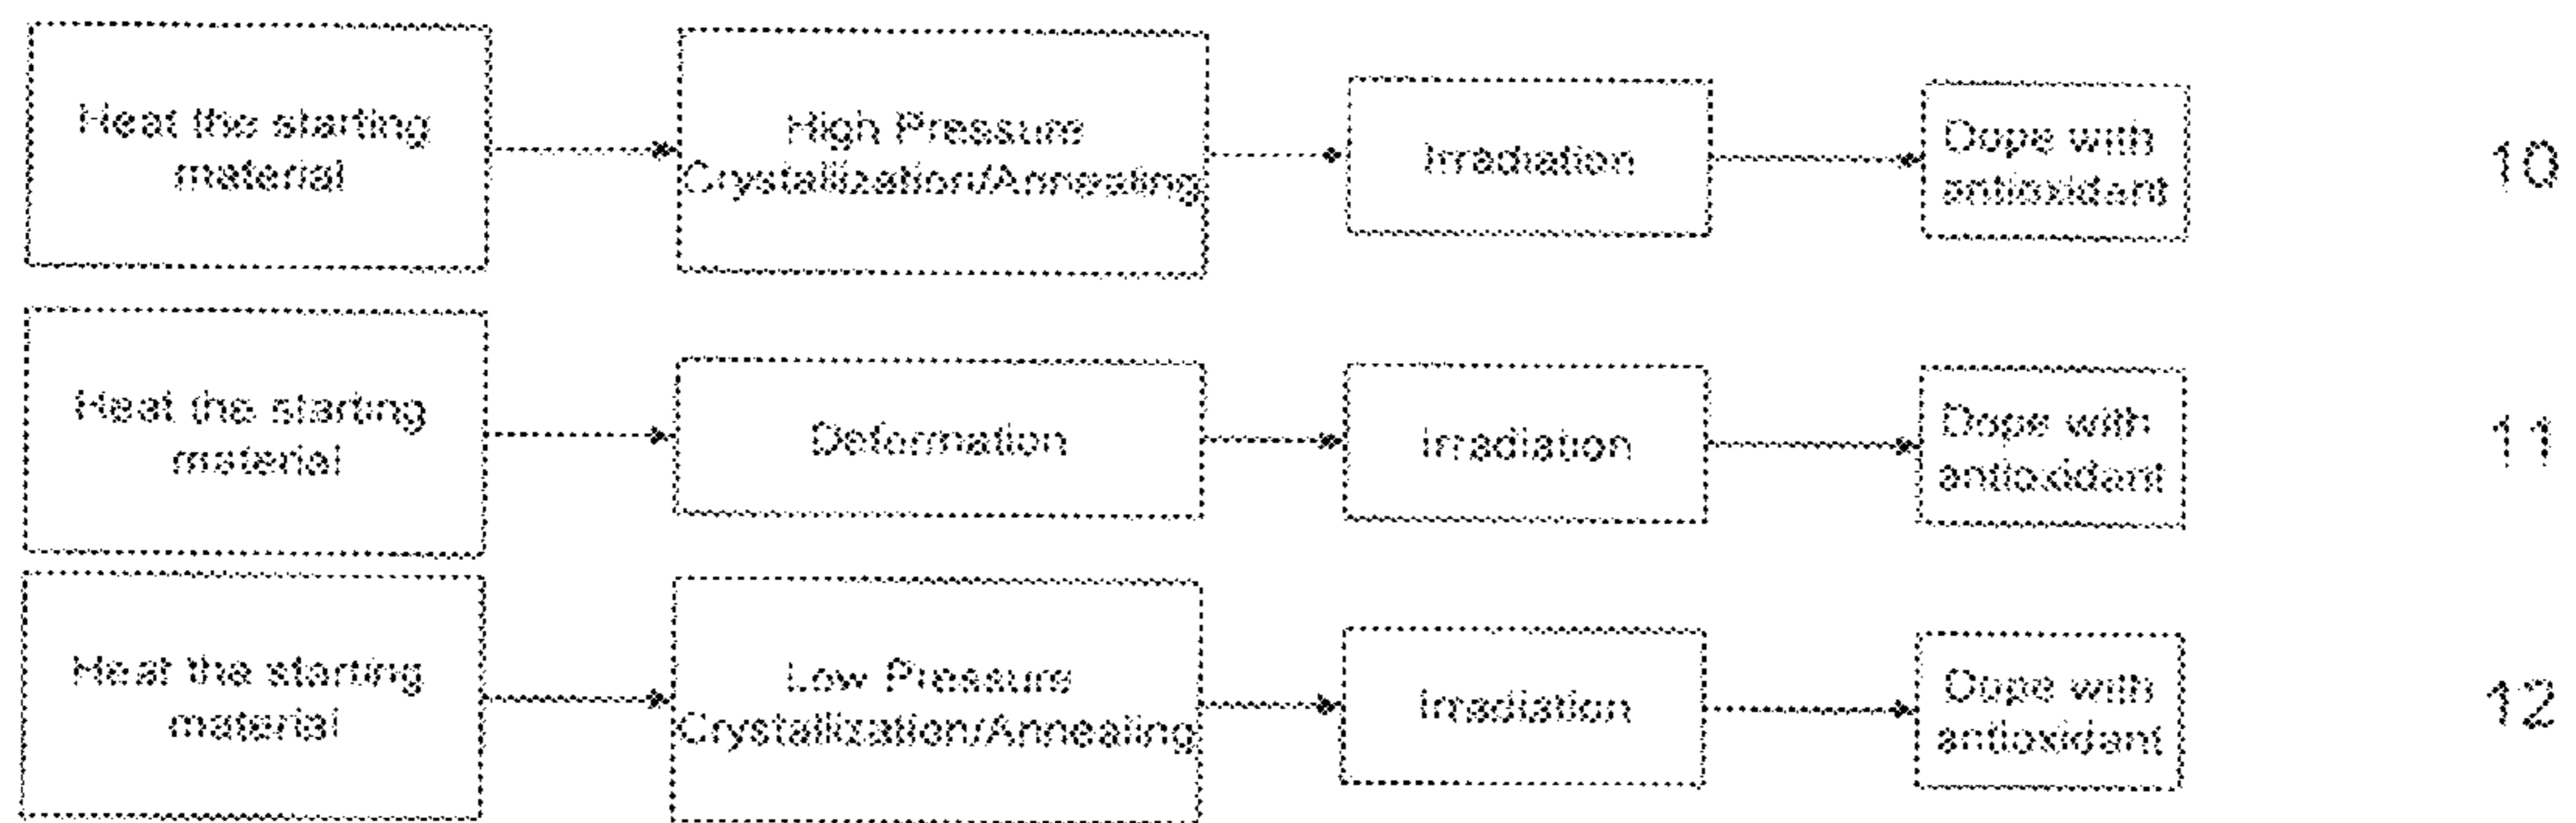 Heat the starting
material
High Pressure
Crystallization/Annealing
Irradiation
Dope with
antioxidant
10
Heat the starting
material
Deformation
Irradiation
Dope with
antioxidant
11
Heat the starting
material
Low Pressure
Crystallization/Annealing
Irradiation
Dope with
antioxidant
12